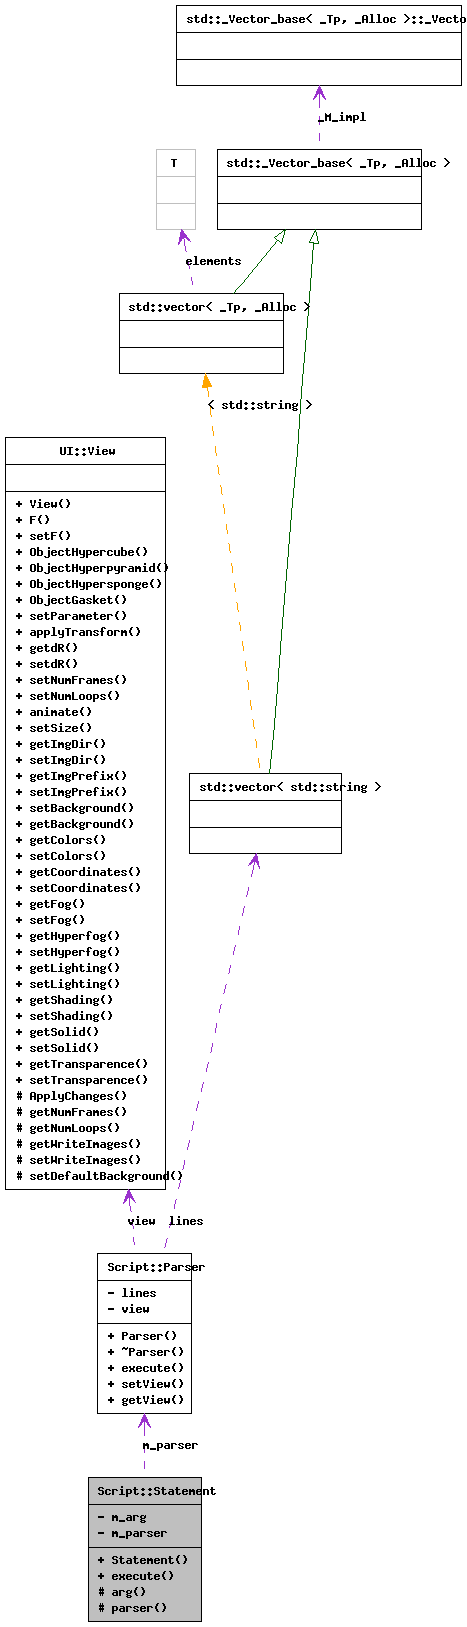 std::_Vector_base< _Tp, _Alloc >::_Vecto
_M_impl
T
std::_Vector_base< _Tp, _Alloc >
elements
std::vector< _Tp, _Alloc >
< std::string >
UI::View
+ View()
+ F()
+ setF()
+ ObjectHypercube()
+ ObjectHyperpyramid()
+ ObjectHypersponge()
+ ObjectGasket()
+ setParameter()
+ applyTransform()
+ getdR()
+ setdR()
+ setNumFrames()
+ setNumLoops()
+ animate()
+ setSize()
+ getImgDir()
+ setImgDir()
+ getImgPrefix()
+ setImgPrefix()
+ setBackground()
+ getBackground()
+ getColors()
+ setColors()
+ getCoordinates()
+ setCoordinates()
+ getFog()
+ setFog()
+ getHyperfog()
+ setHyperfog()
+ getLighting()
+ setLighting()
+ getShading()
+ setShading()
+ getSolid()
+ setSolid()
+ getTransparence()
+ setTransparence()
# ApplyChanges()
# getNumFrames()
# getNumLoops()
# getWriteImages()
# setWriteImages()
# setDefaultBackground()
std::vector< std::string >
view
lines
Script::Parser
- lines
- view
+ Parser()
+ ~Parser()
+ execute()
+ setView()
+ getView()
m_parser
Script::Statement
- m_arg
- m_parser
+ Statement()
+ execute()
# arg()
# parser()